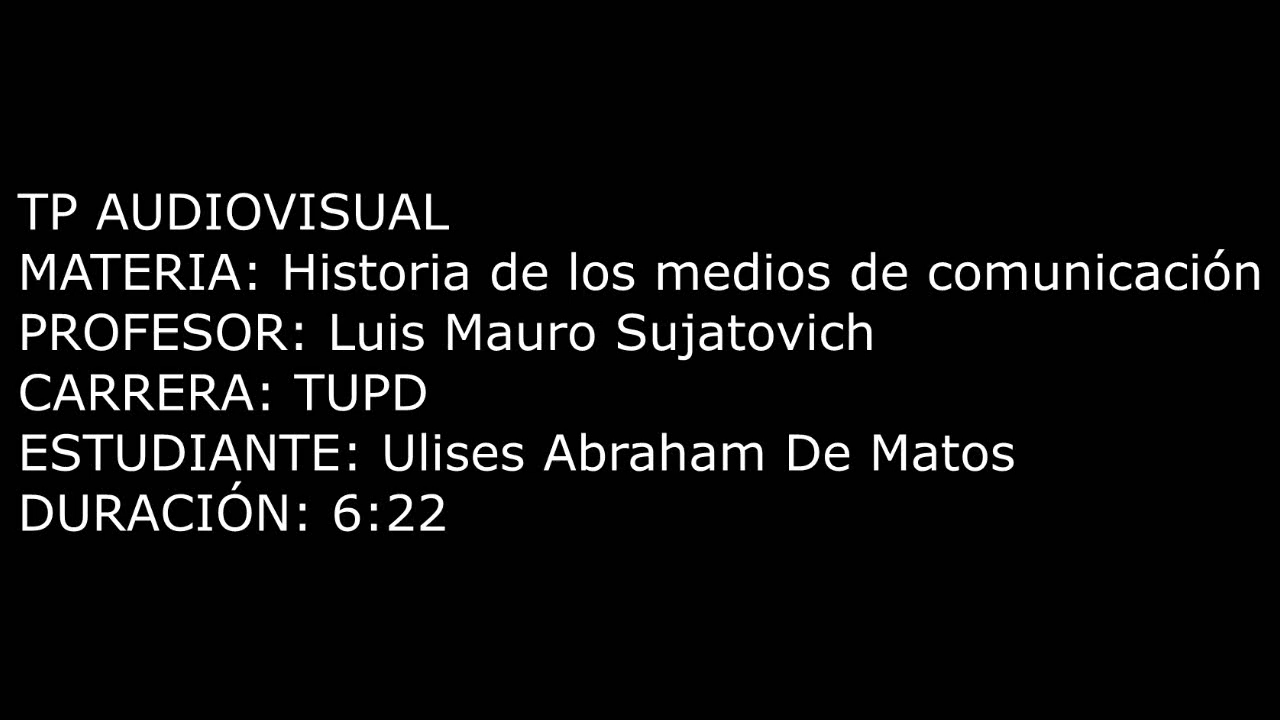 TP AUDIOVISUAL
MATERIA: Historia de los medios de comunicación
PROFESOR: Luis Mauro Sujatovich
CARRERA: TUPD
ESTUDIANTE: Ulises Abraham De Matos
DURACIÓN: 6:22